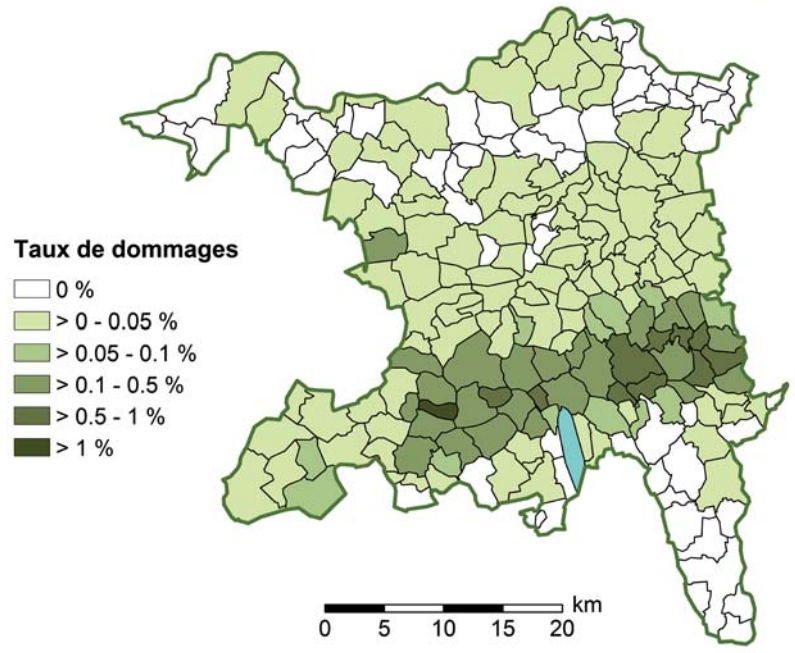 Taux de dommages
0 %
> 0 - 0.05 %
> 0.05 - 0.1 %
> 0.1 - 0.5 %
> 0.5 - 1 %
> 1 %
km
0 5 10 15 20